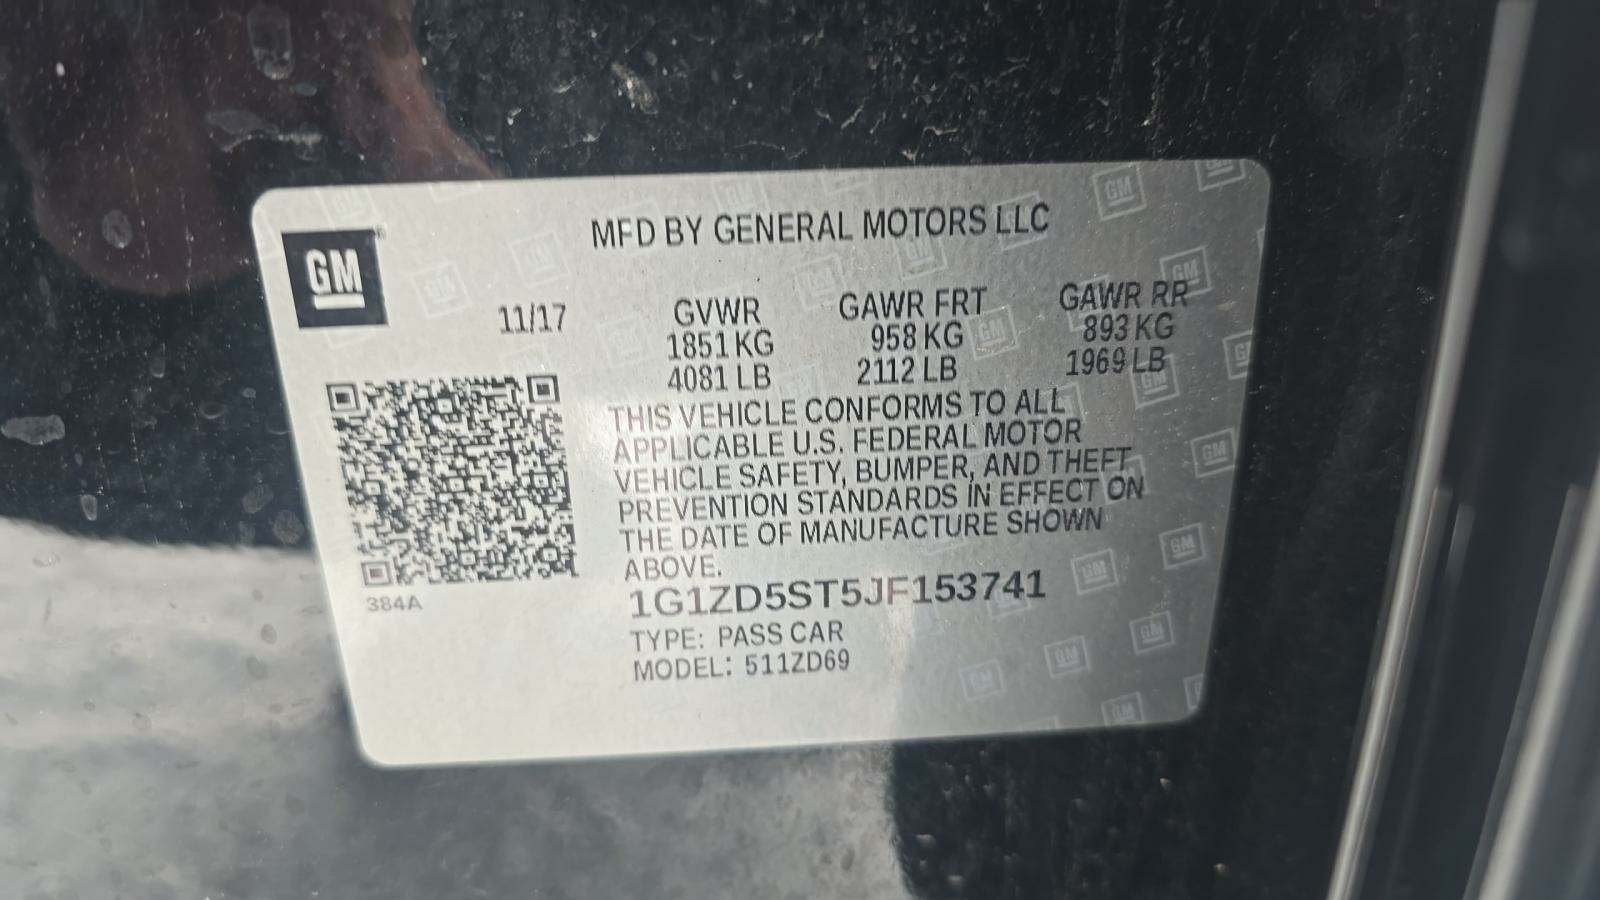 GM
MFD BY GENERAL MOTORS LLC
11/17
GVWR GAWR FRT GAWR RR
1851 KG 958 KG 893 KG
4081 LB 2112 LB 1969 LB
THIS VEHICLE CONFORMS TO ALL
APPLICABLE U.S. FEDERAL MOTOR
VEHICLE SAFETY, BUMPER, AND THEFT
PREVENTION STANDARDS IN EFFECT ON
THE DATE OF MANUFACTURE SHOWN
ABOVE.
384A
1G1ZD5ST5JF153741
TYPE: PASS CAR
MODEL: 511ZD69